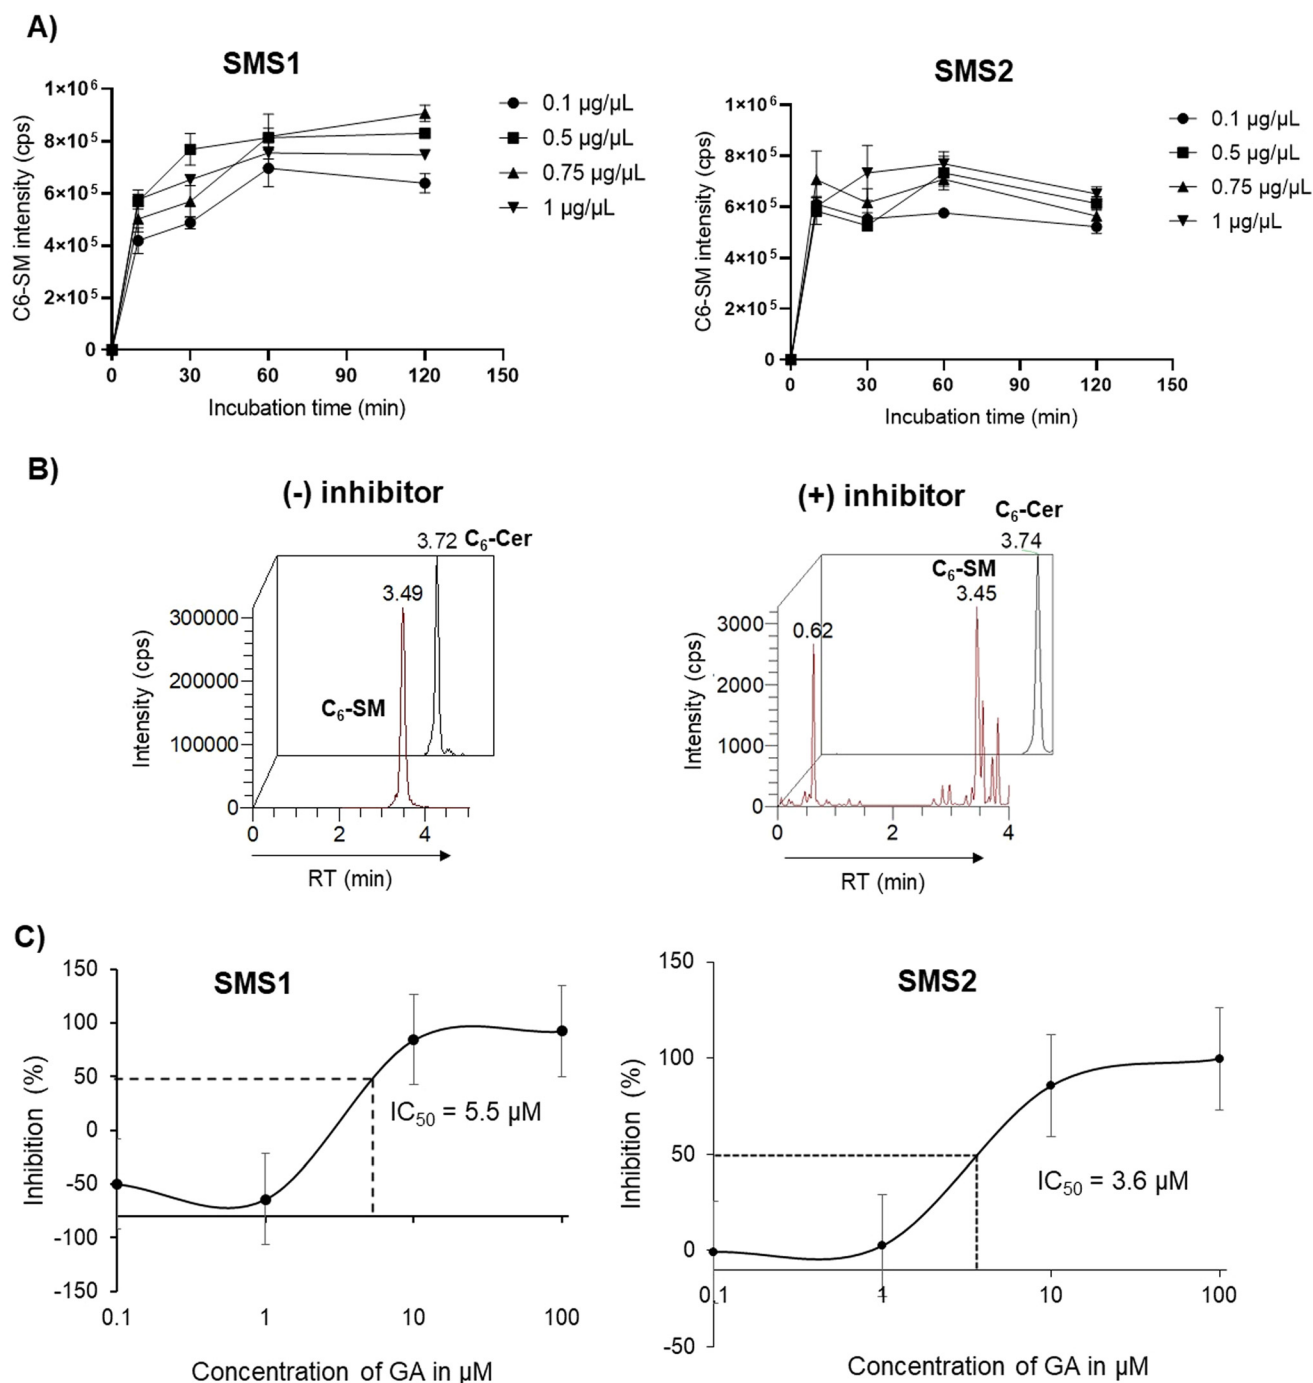 A)
SMS1
C6-SM intensity (cps)
1×10⁶
8×10⁵
6×10⁵
4×10⁵
2×10⁵
0
0 30 60 90 120 150
Incubation time (min)
0.1 µg/µL
0.5 µg/µL
0.75 µg/µL
1 µg/µL
SMS2
C6-SM intensity (cps)
1×10⁶
8×10⁵
6×10⁵
4×10⁵
2×10⁵
0
0 30 60 90 120 150
Incubation time (min)
0.1 µg/µL
0.5 µg/µL
0.75 µg/µL
1 µg/µL
B)
(-) inhibitor
3.72 C₆-Cer
3.49
C₆-SM
Intensity (cps)
300000
200000
100000
0
0 2 4
RT (min)
(+) inhibitor
C₆-Cer
3.74
C₆-SM
3.45
0.62
Intensity (cps)
3000
2000
1000
0
0 2 4
RT (min)
C)
SMS1
Inhibition (%)
150
100
50
0
-50
-100
-150
IC₅₀ = 5.5 µM
0.1 1 10 100
Concentration of GA in µM
SMS2
Inhibition (%)
150
100
50
0
-50
IC₅₀ = 3.6 µM
0.1 1 10 100
Concentration of GA in µM